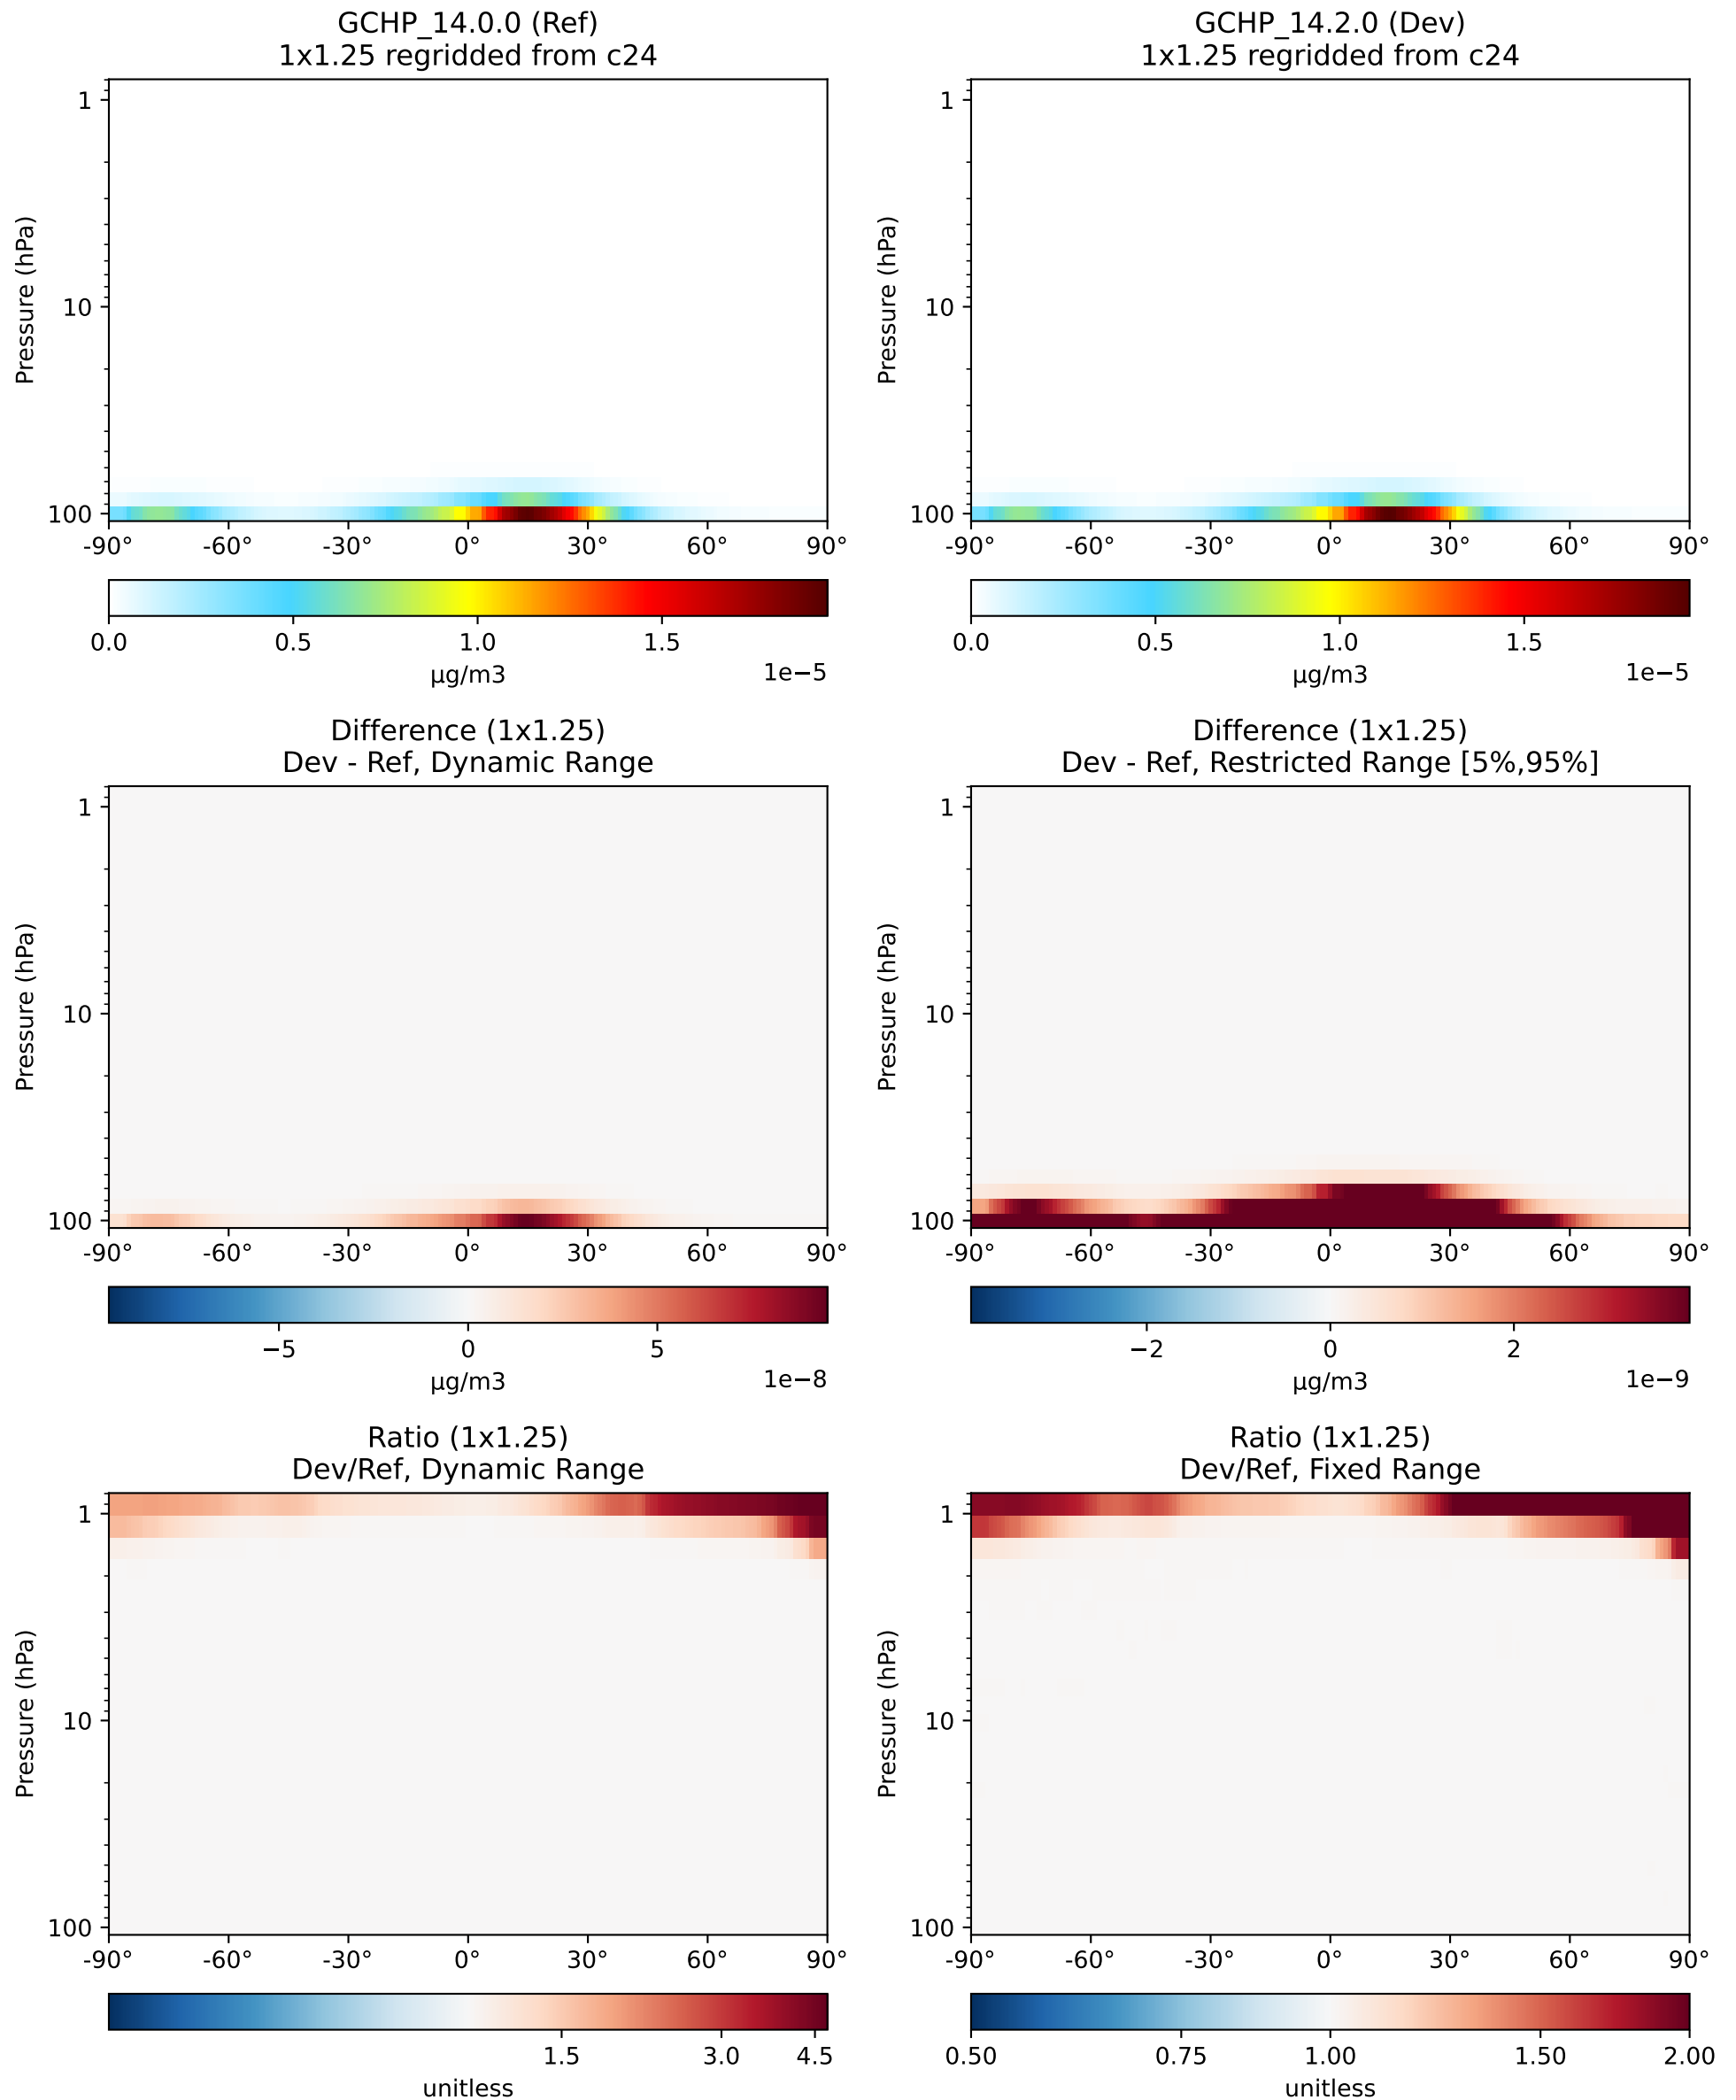 GCHP_14.0.0 (Ref)
1x1.25 regridded from c24
GCHP_14.2.0 (Dev)
1x1.25 regridded from c24
Pressure (hPa)
1
10
100
-90° -60° -30° 0° 30° 60° 90°
0.0 0.5 1.0 1.5
1e−5
µg/m3
Pressure (hPa)
1
10
100
-90° -60° -30° 0° 30° 60° 90°
0.0 0.5 1.0 1.5
1e−5
µg/m3
Difference (1x1.25)
Dev - Ref, Dynamic Range
Difference (1x1.25)
Dev - Ref, Restricted Range [5%,95%]
Pressure (hPa)
1
10
100
-90° -60° -30° 0° 30° 60° 90°
−5 0 5
1e−8
µg/m3
Pressure (hPa)
1
10
100
-90° -60° -30° 0° 30° 60° 90°
−2 0 2
1e−9
µg/m3
Ratio (1x1.25)
Dev/Ref, Dynamic Range
Ratio (1x1.25)
Dev/Ref, Fixed Range
Pressure (hPa)
1
10
100
-90° -60° -30° 0° 30° 60° 90°
1.5 3.0 4.5
unitless
Pressure (hPa)
1
10
100
-90° -60° -30° 0° 30° 60° 90°
0.50 0.75 1.00 1.50 2.00
unitless